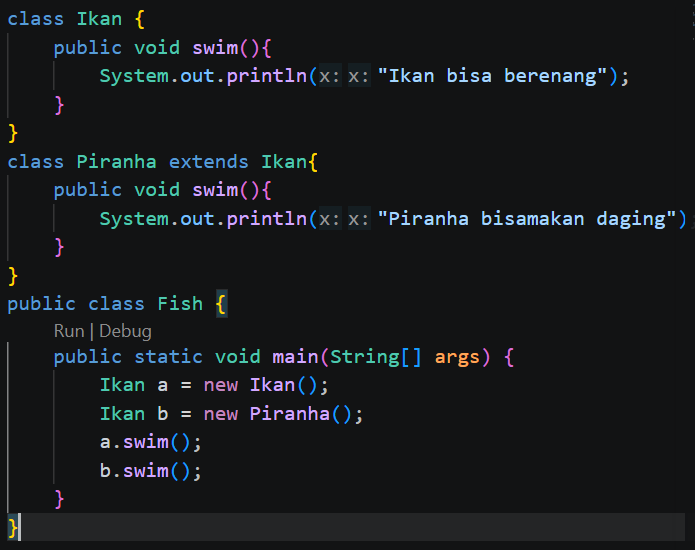 class Ikan {
    public void swim(){
        System.out.println(x: x: "Ikan bisa berenang");
    }
}
class Piranha extends Ikan{
    public void swim(){
        System.out.println(x: x: "Piranha bisamakan daging")
    }
}
public class Fish {
    Run | Debug
    public static void main(String[] args) {
        Ikan a = new Ikan();
        Ikan b = new Piranha();
        a.swim();
        b.swim();
    }
}